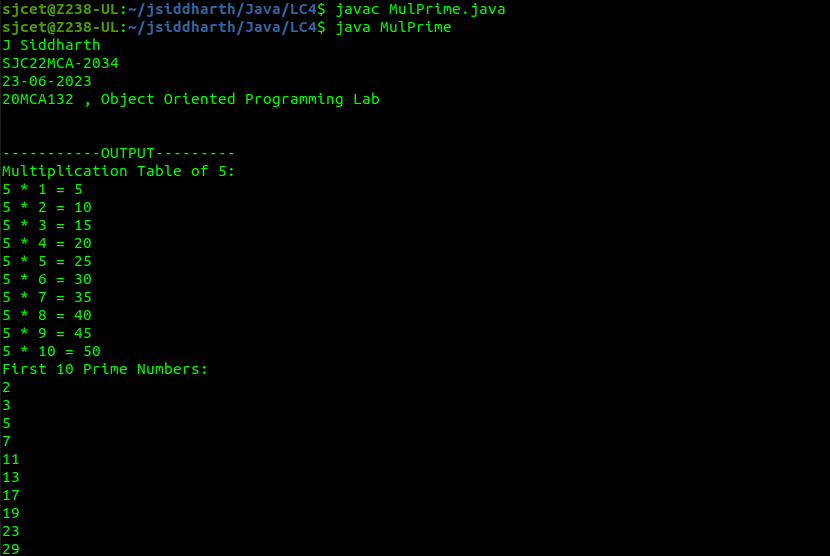 sjcet@Z238-UL:~/jsiddharth/Java/LC4$ javac MulPrime.java
sjcet@Z238-UL:~/jsiddharth/Java/LC4$ java MulPrime
J Siddharth
SJC22MCA-2034
23-06-2023
20MCA132 , Object Oriented Programming Lab
-----------OUTPUT---------
Multiplication Table of 5:
5 * 1 = 5
5 * 2 = 10
5 * 3 = 15
5 * 4 = 20
5 * 5 = 25
5 * 6 = 30
5 * 7 = 35
5 * 8 = 40
5 * 9 = 45
5 * 10 = 50
First 10 Prime Numbers:
2
3
5
7
11
13
17
19
23
29